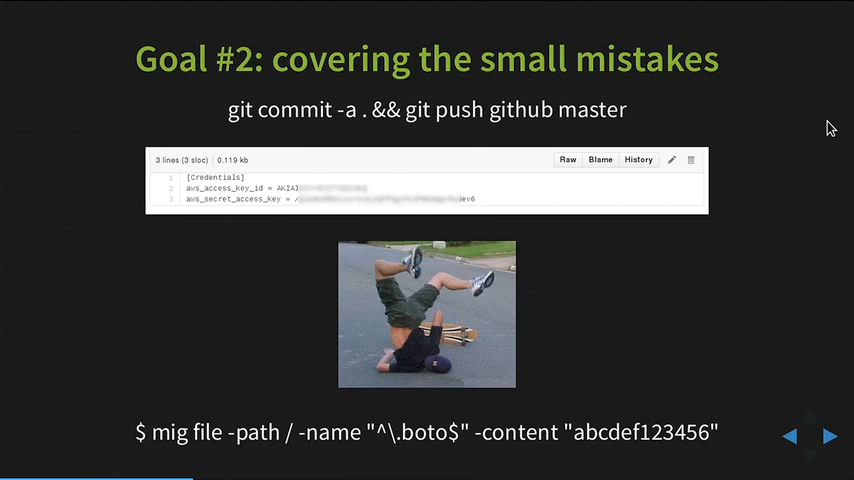 Goal #2: covering the small mistakes
git commit -a . && git push github master
3 lines (3 sloc) | 0.119 kb
Raw Blame History
1 [Credentials]
2 aws_access_key_id = AKIAI
3 aws_secret_access_key = /
$ mig file -path / -name "^\.boto$" -content "abcdef123456"